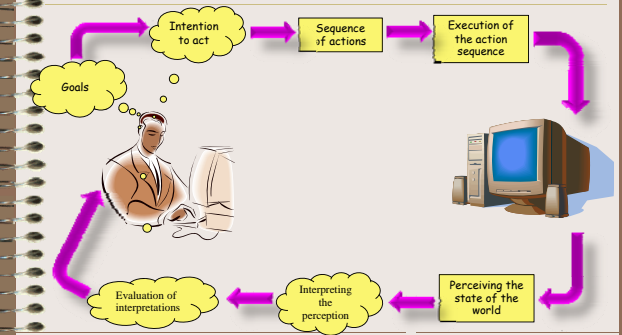 Goals
Intention
to act
Sequence
of actions
Execution of
the action
sequence
Perceiving the
state of the
world
Interpreting
the
perception
Evaluation of
interpretations